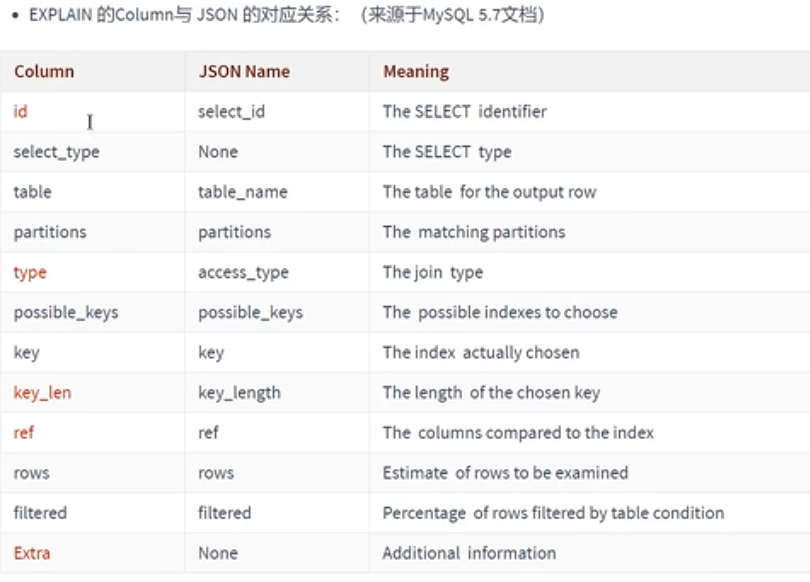 • EXPLAIN 的Column与 JSON 的对应关系：（来源于MySQL 5.7文档）
Column JSON Name Meaning
id select_id The SELECT identifier
select_type None The SELECT type
table table_name The table for the output row
partitions partitions The matching partitions
type access_type The join type
possible_keys possible_keys The possible indexes to choose
key key The index actually chosen
key_len key_length The length of the chosen key
ref ref The columns compared to the index
rows rows Estimate of rows to be examined
filtered filtered Percentage of rows filtered by table condition
Extra None Additional information